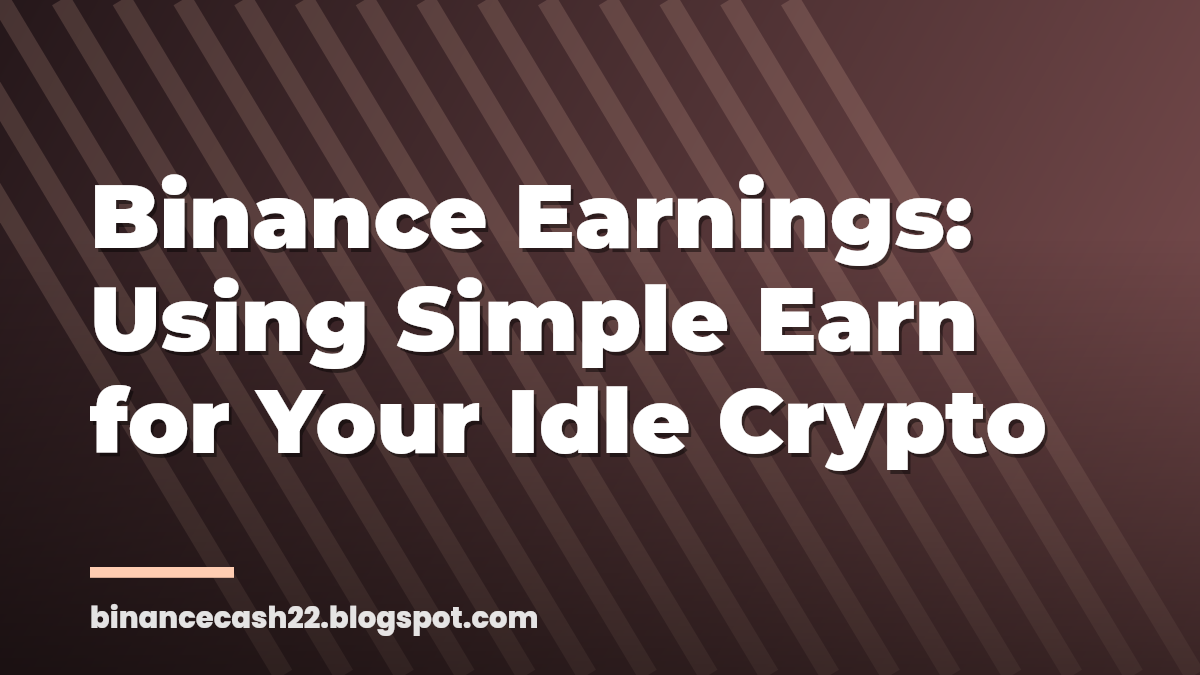 Binance Earnings:
Using Simple Earn
for Your Idle Crypto
binancecash22.blogspot.com